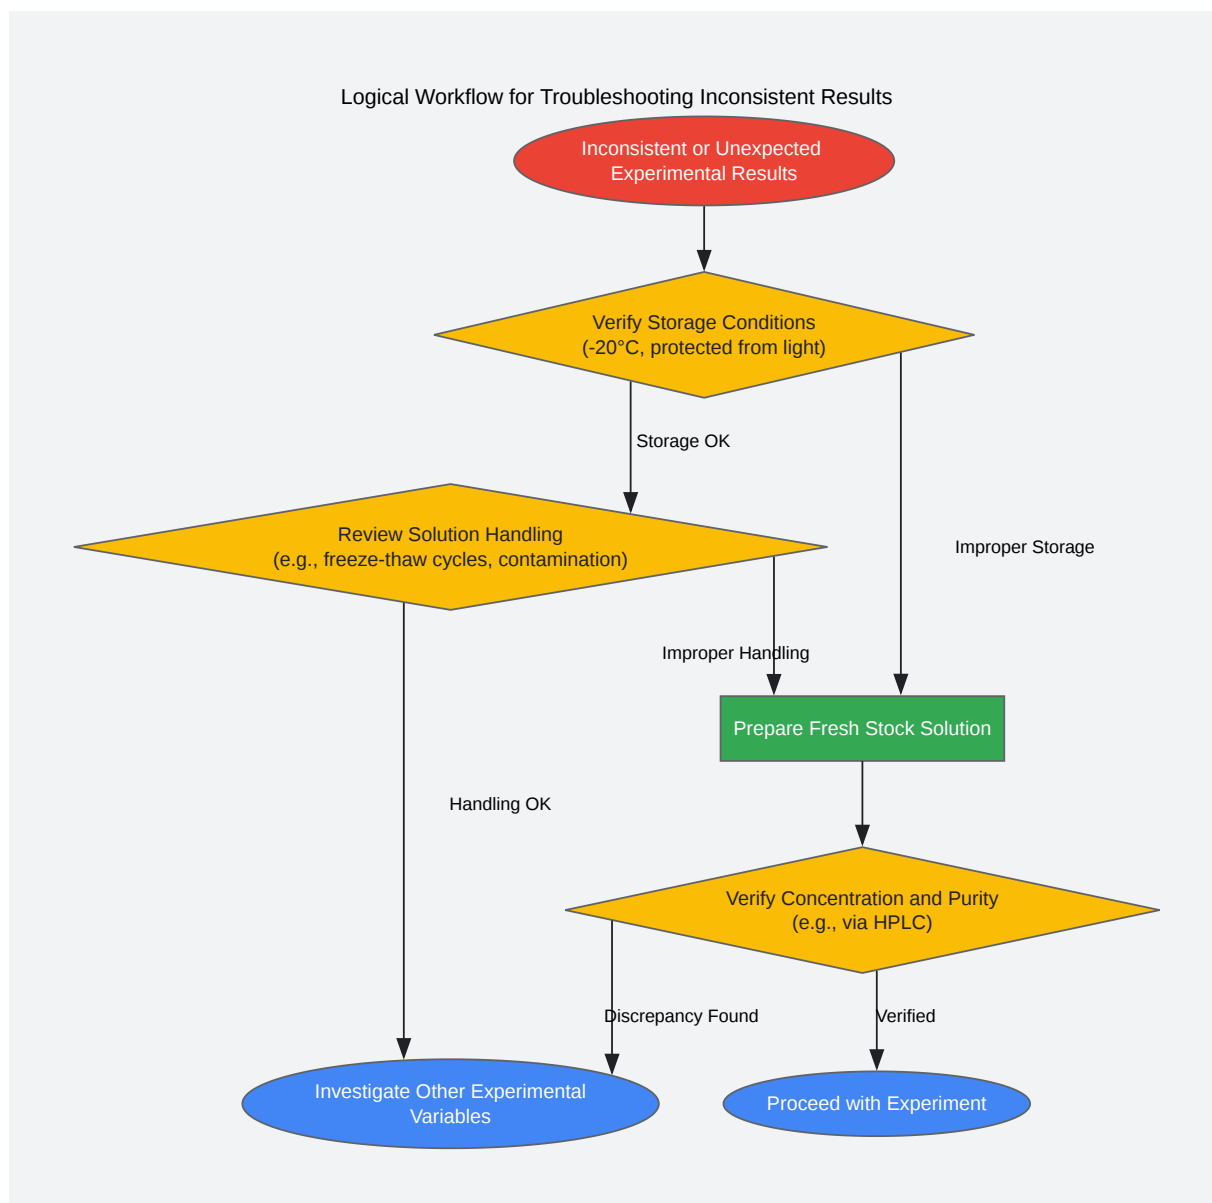 Logical Workflow for Troubleshooting Inconsistent Results
Inconsistent or Unexpected
Experimental Results
Verify Storage Conditions
(-20°C, protected from light)
Storage OK
Review Solution Handling
(e.g., freeze-thaw cycles, contamination)
Improper Storage
Improper Handling
Prepare Fresh Stock Solution
Handling OK
Verify Concentration and Purity
(e.g., via HPLC)
Discrepancy Found
Verified
Investigate Other Experimental
Variables
Proceed with Experiment